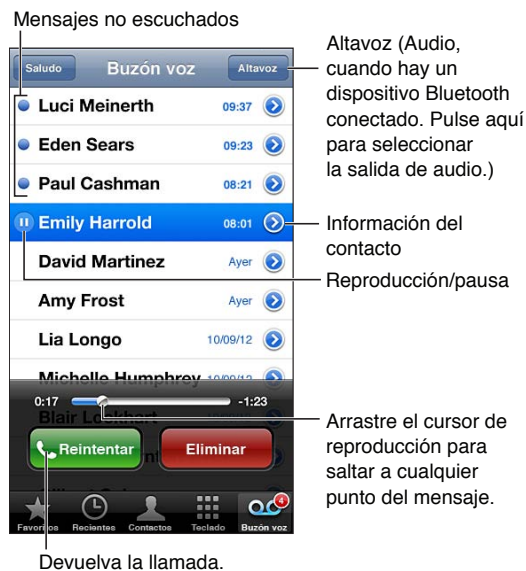 Mensajes no escuchados
Saludo
Buzón voz
Altavoz
Luci Meinerth 09:37
Eden Sears 09:23
Paul Cashman 08:21
Emily Harrold 08:01
David Martinez Ayer
Amy Frost Ayer
Lia Longo 10/09/12
Michelle Humphrey 10/09/12
0:17 -1:23
Blair Lockhart
Reintentar
Eliminar
Favoritos
Recientes
Contactos
Teclado
Buzón voz
4
Altavoz (Audio,
cuando hay un
dispositivo Bluetooth
conectado. Pulse aquí
para seleccionar
la salida de audio.)
Información del
contacto
Reproducción/pausa
Arrastre el cursor de
reproducción para
saltar a cualquier
punto del mensaje.
Devuelva la llamada.